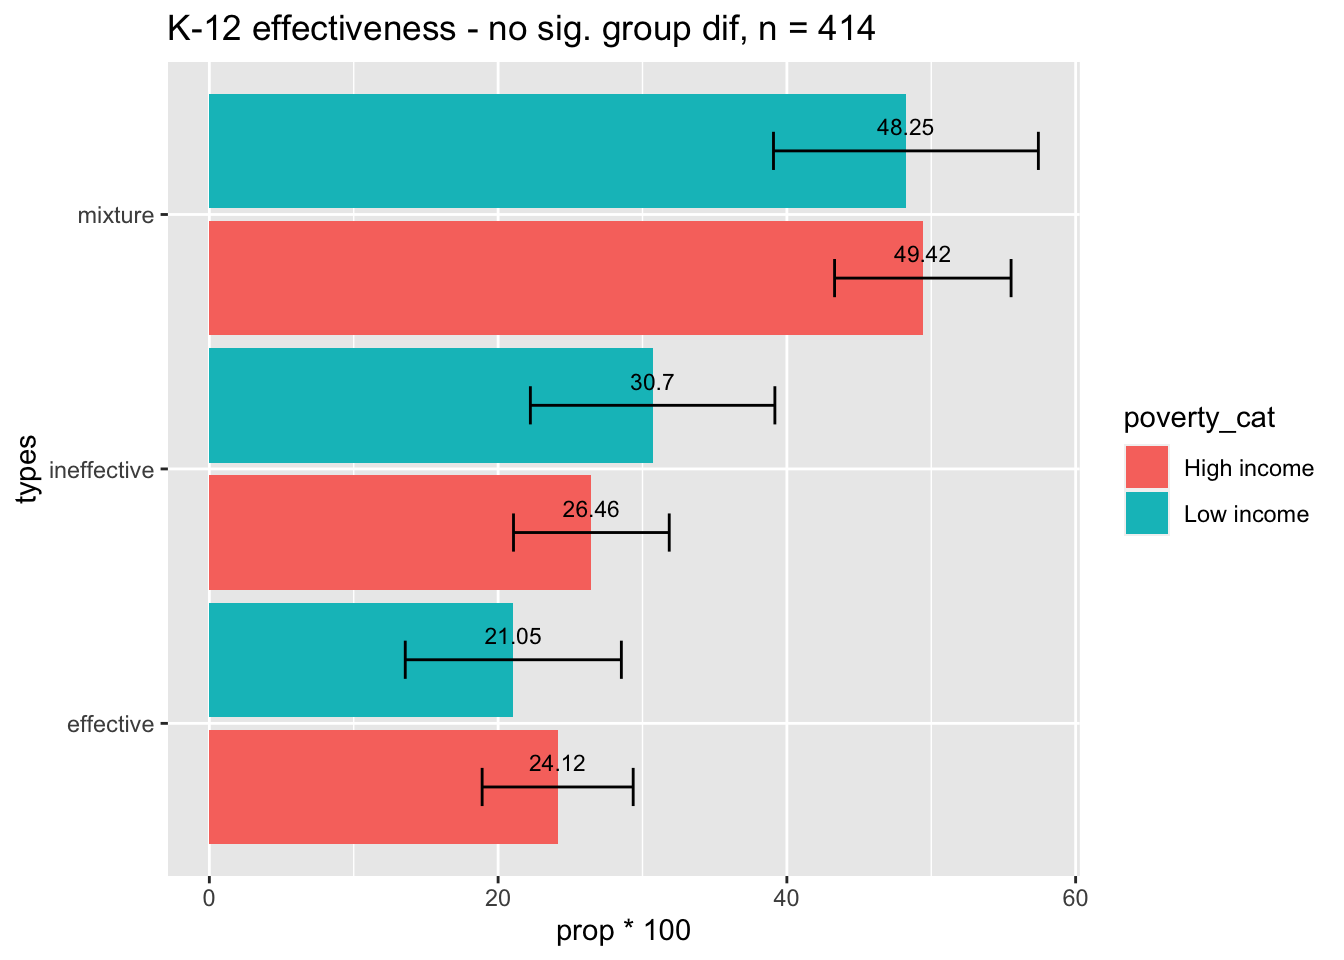 K-12 effectiveness - no sig. group dif, n = 414
48.25
mixture
49.42
30.7
ineffective
26.46
21.05
effective
24.12
types
0 20 40 60
prop * 100
poverty_cat
High income
Low income